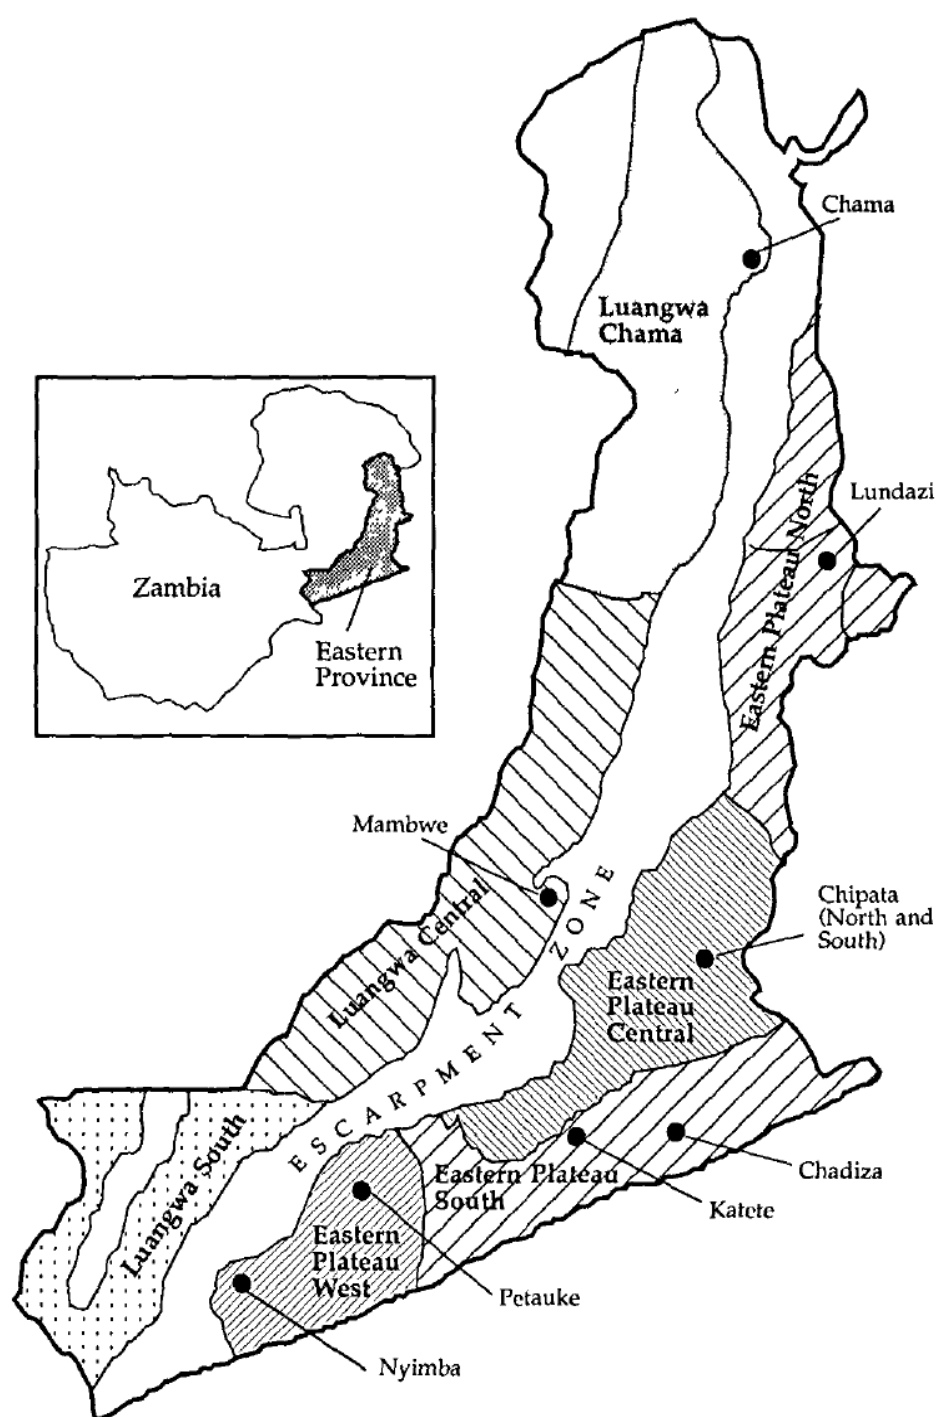 Chama
Luangwa
Chama
Lundazi
Eastern Plateau North
Zambia
Eastern
Province
Mambwe
Luangwa Central
ESCARPMENT ZONE
Chipata
(North and
South)
Eastern
Plateau
Central
Luangwa South
Eastern Plateau
South
Chadiza
Katete
Eastern
Plateau
West
Petauke
Nyimba